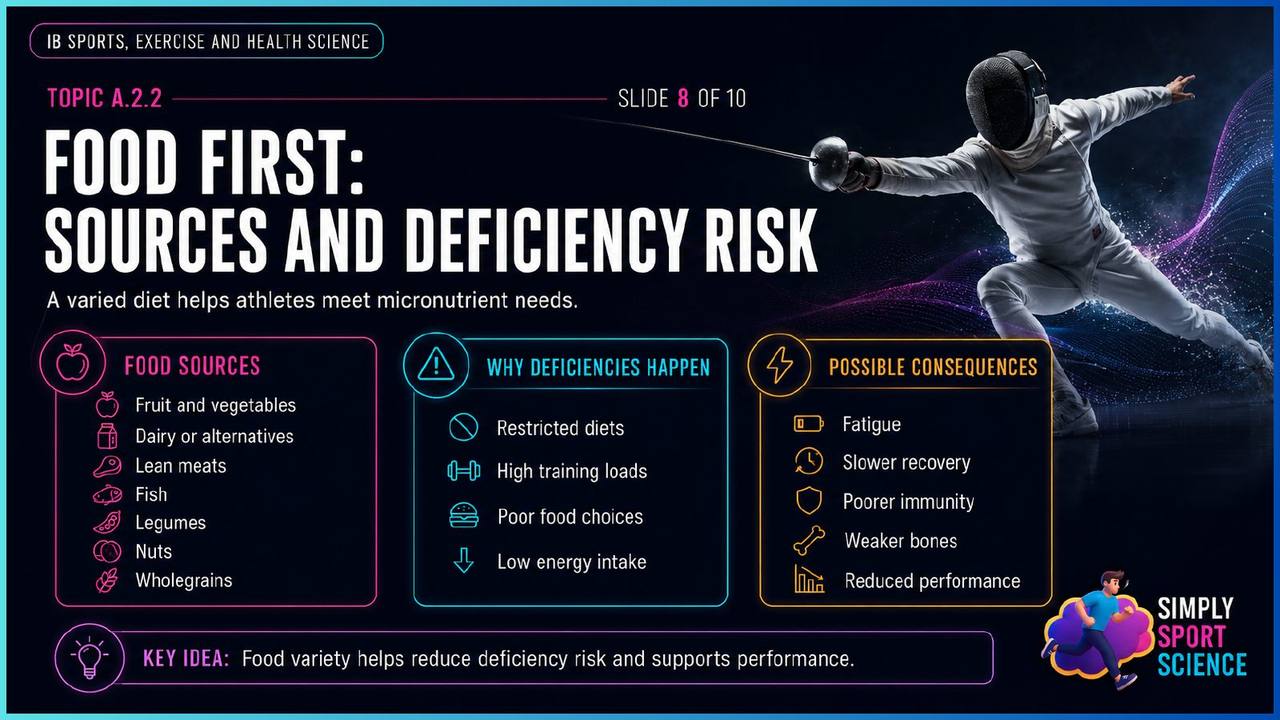 IB SPORTS, EXERCISE AND HEALTH SCIENCE
TOPIC A.2.2
SLIDE 8 OF 10
FOOD FIRST:
SOURCES AND DEFICIENCY RISK
A varied diet helps athletes meet micronutrient needs.
FOOD SOURCES
Fruit and vegetables
Dairy or alternatives
Lean meats
Fish
Legumes
Nuts
Wholegrains
WHY DEFICIENCIES HAPPEN
Restricted diets
High training loads
Poor food choices
Low energy intake
POSSIBLE CONSEQUENCES
Fatigue
Slower recovery
Poorer immunity
Weaker bones
Reduced performance
KEY IDEA: Food variety helps reduce deficiency risk and supports performance.
SIMPLY
SPORT
SCIENCE